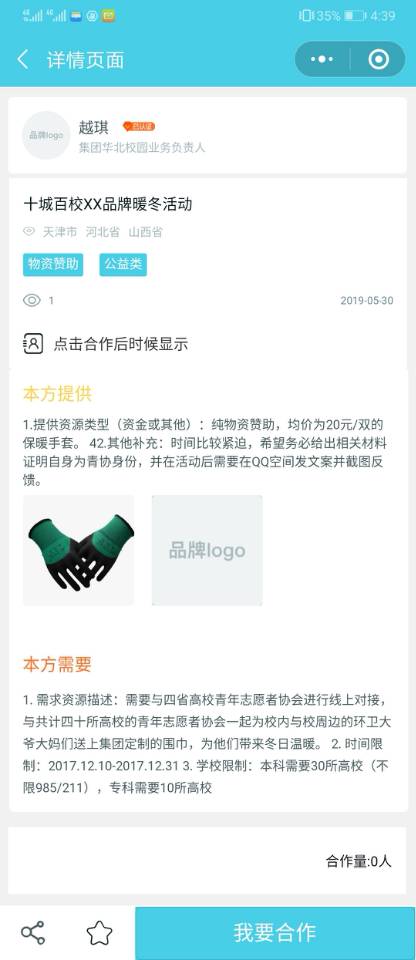 35% 4:39
详情页面
品牌logo
越琪 已认证
集团华北校园业务负责人
十城百校XX品牌暖冬活动
天津市 河北省 山西省
物资赞助 公益类
1 2019-05-30
点击合作后时候显示
本方提供
1.提供资源类型（资金或其他）：纯物资赞助，均价为20元/双的
保暖手套。 42.其他补充：时间比较紧迫，希望务必给出相关材料
证明自身为青协身份，并在活动后需要在QQ空间发文案并截图反
馈。
品牌logo
本方需要
1. 需求资源描述：需要与四省高校青年志愿者协会进行线上对接，
与共计四十所高校的青年志愿者协会一起为校内与校周边的环卫大
爷大妈们送上集团定制的围巾，为他们带来冬日温暖。 2. 时间限
制：2017.12.10-2017.12.31 3. 学校限制：本科需要30所高校（不
限985/211），专科需要10所高校
合作量:0人
我要合作